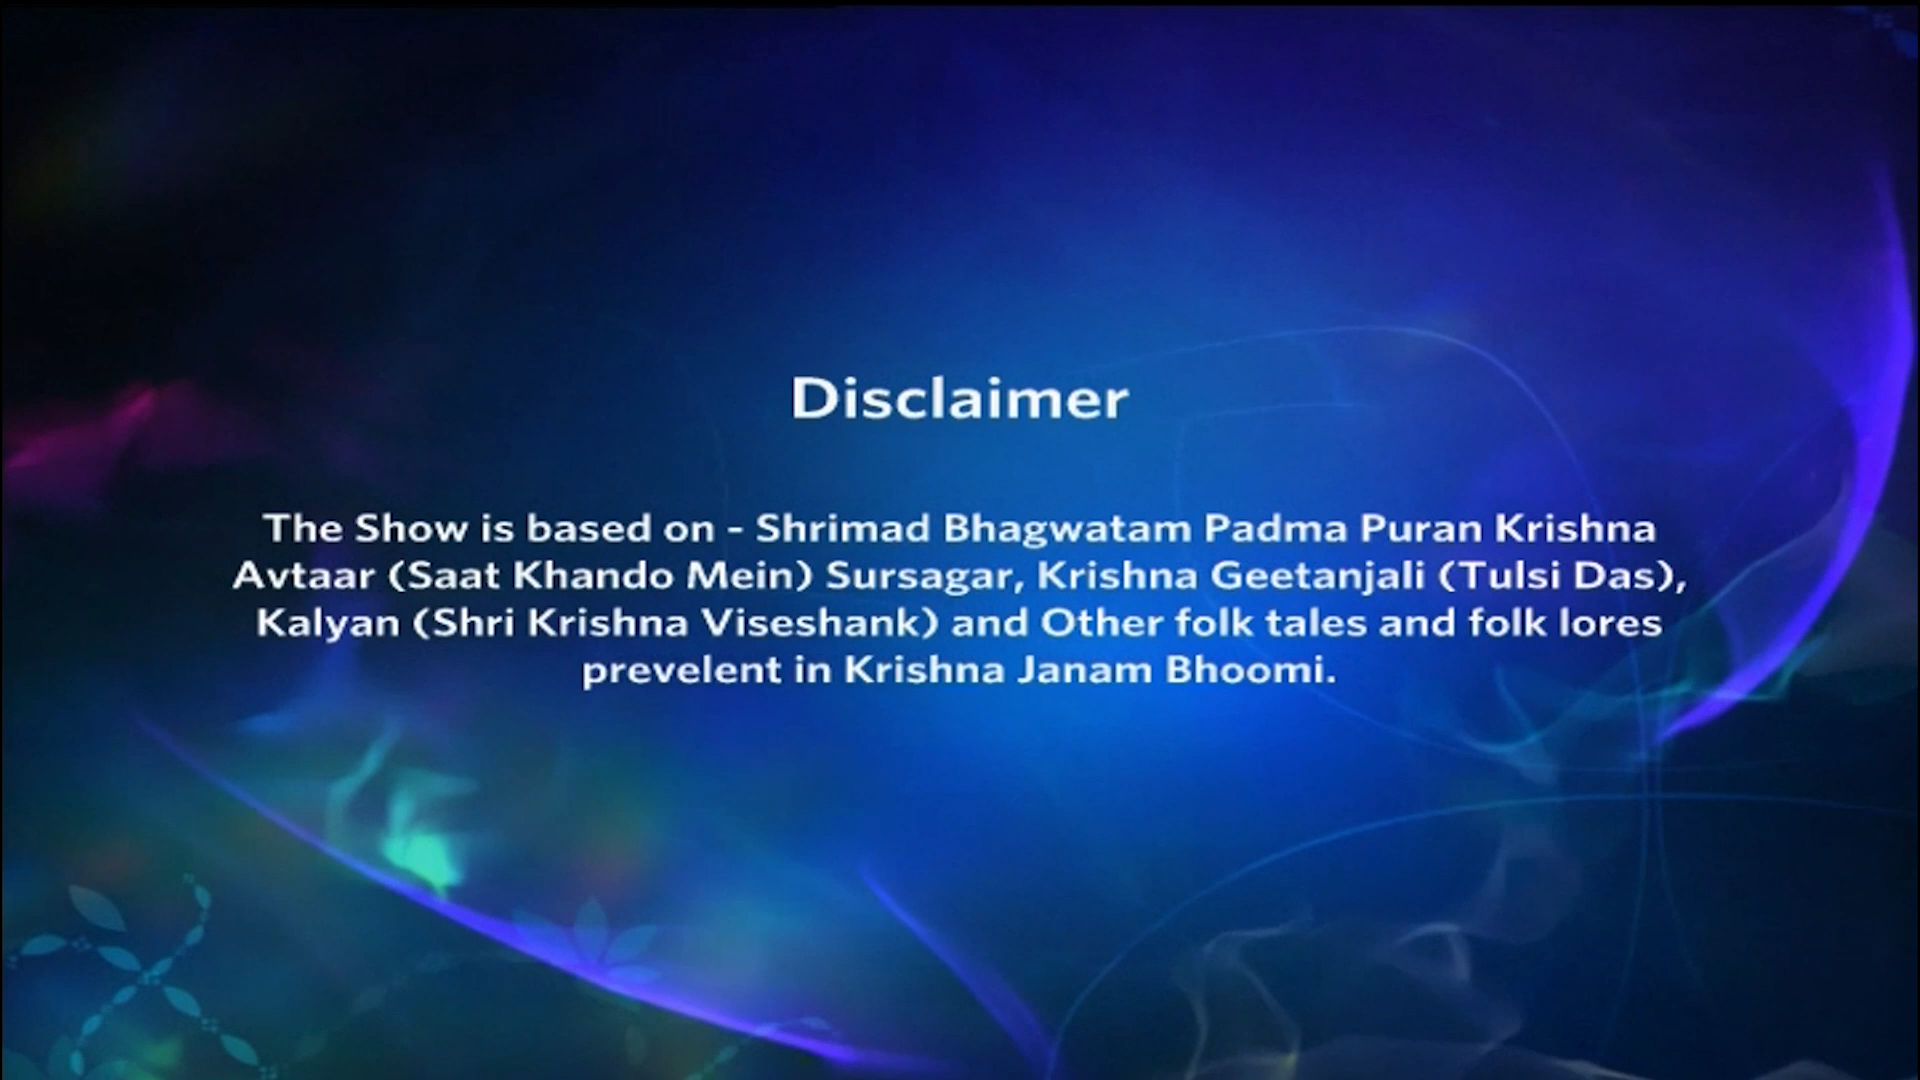 Disclaimer
The Show is based on - Shrimad Bhagwatam Padma Puran Krishna
Avtaar (Saat Khando Mein) Sursagar, Krishna Geetanjali (Tulsi Das),
Kalyan (Shri Krishna Viseshank) and Other folk tales and folk lores
prevelent in Krishna Janam Bhoomi.